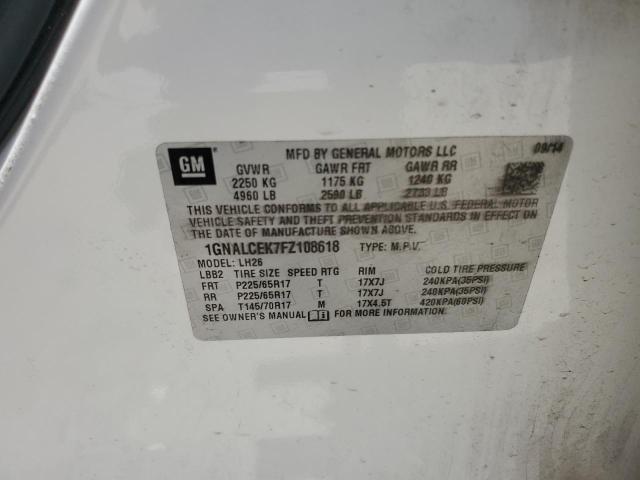 GM
MFD BY GENERAL MOTORS LLC 09/14
GVWR GAWR FRT GAWR RR
2250 KG 1175 KG 1240 KG
4960 LB 2590 LB 2733 LB
THIS VEHICLE CONFORMS TO ALL APPLICABLE U.S. FEDERAL MOTOR
VEHICLE SAFETY AND THEFT PREVENTION STANDARDS IN EFFECT ON
THE DATE OF MANUFACTURE SHOWN ABOVE.
1GNALCEK7FZ108618 TYPE: M.P.V.
MODEL: LH26
LBB2 TIRE SIZE SPEED RTG RIM COLD TIRE PRESSURE
FRT P225/65R17 T 17X7J 240KPA(35PSI)
RR P225/65R17 T 17X7J 240KPA(35PSI)
SPA T145/70R17 M 17X4.5T 420KPA(60PSI)
SEE OWNER'S MANUAL FOR MORE INFORMATION.